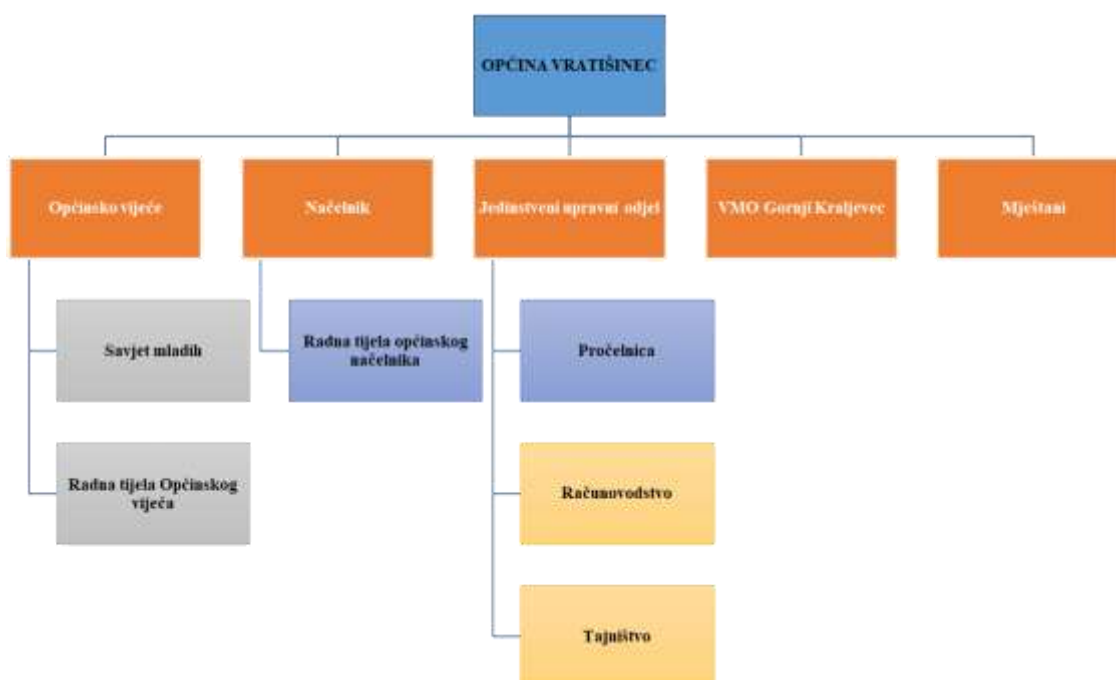 OPĆINA VRATIŠINEC
Općinsko vijeće
Načelnik
Jedinstveni upravni odjel
VMO Gornji Kraljevec
Mještani
Savjet mladih
Radna tijela općinskog
načelnika
Pročelnica
Radna tijela Općinskog
vijeća
Računovodstvo
Tajništvo